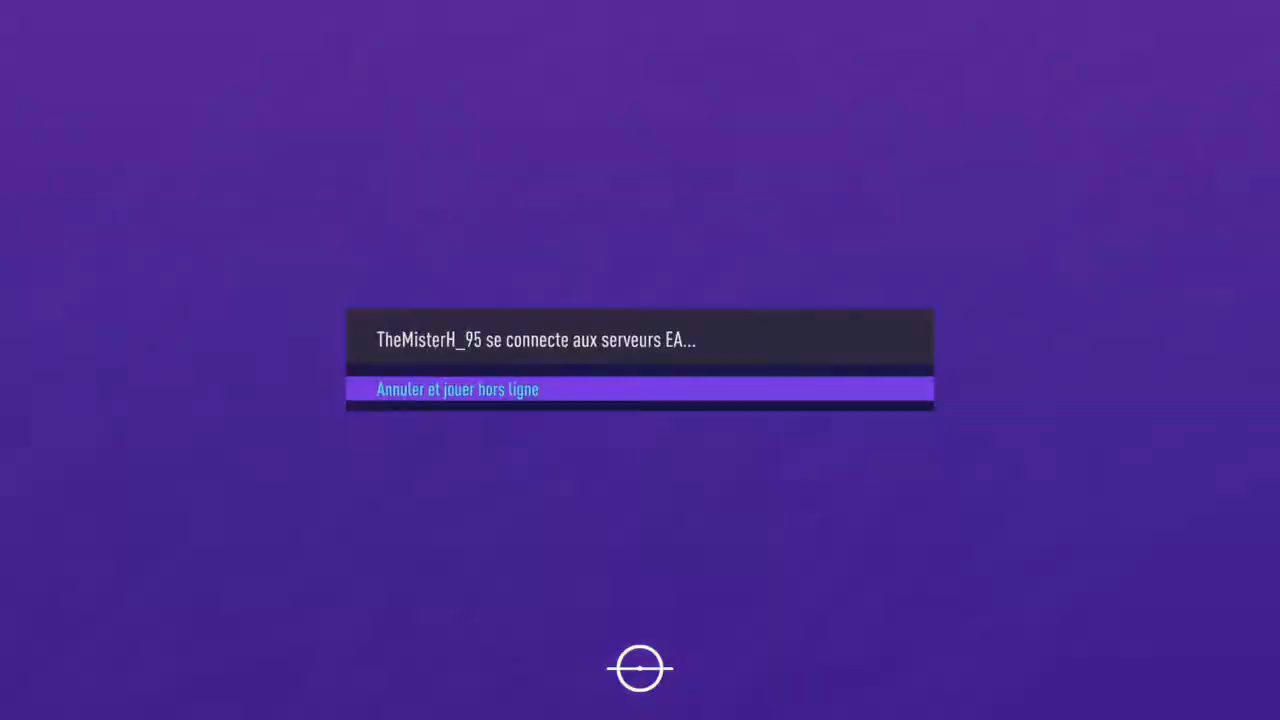 TheMisterH_95 se connecte aux serveurs EA...
Annuler et jouer hors ligne